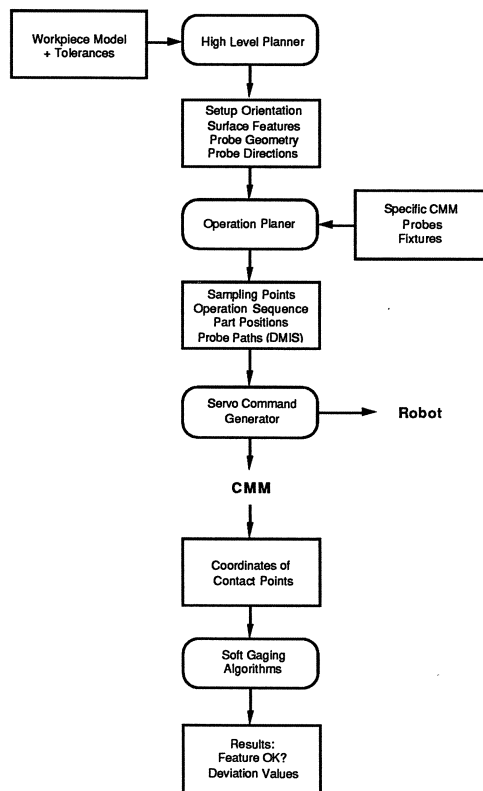 Workpiece Model
+ Tolerances
High Level Planner
Setup Orientation
Surface Features
Probe Geometry
Probe Directions
Operation Planer
Specific CMM
Probes
Fixtures
Sampling Points
Operation Sequence
Part Positions
Probe Paths (DMIS)
Servo Command
Generator
Robot
CMM
Coordinates of
Contact Points
Soft Gaging
Algorithms
Results:
Feature OK?
Deviation Values